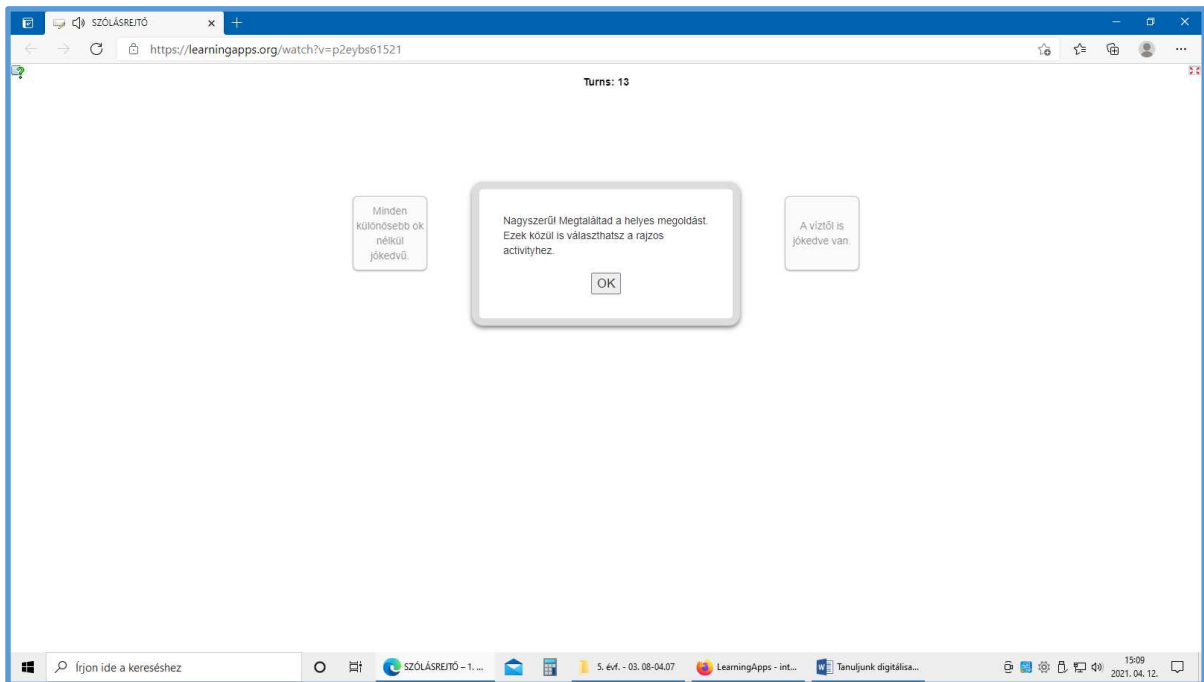 SZÓLÁSREJTŐ
https://learningapps.org/watch?v=p2eybs61521
Turns: 13
Minden
különösebb ok
nélkül
jókedvű.
Nagyszerű! Megtaláltad a helyes megoldást.
Ezek közül is választhatsz a rajzos
activityhez.
OK
A víztől is
jókedve van.
Írjon ide a kereséshez
SZÓLÁSREJTŐ – 1. ...
5. évf. - 03. 08-04.07
LearningApps - int...
Tanuljunk digitálisa...
15:09
2021. 04. 12.